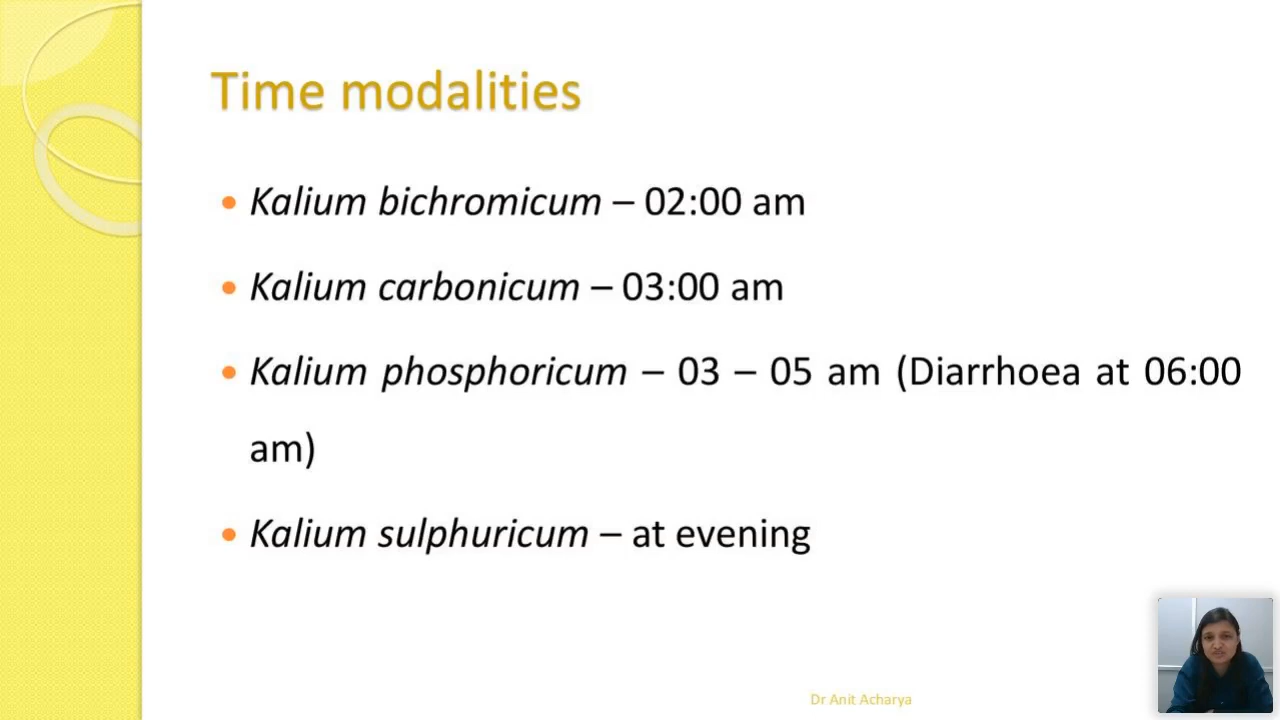 Time modalities
Kalium bichromicum – 02:00 am
Kalium carbonicum – 03:00 am
Kalium phosphoricum – 03 – 05 am (Diarrhoea at 06:00
am)
Kalium sulphuricum – at evening
Dr Anit Acharya